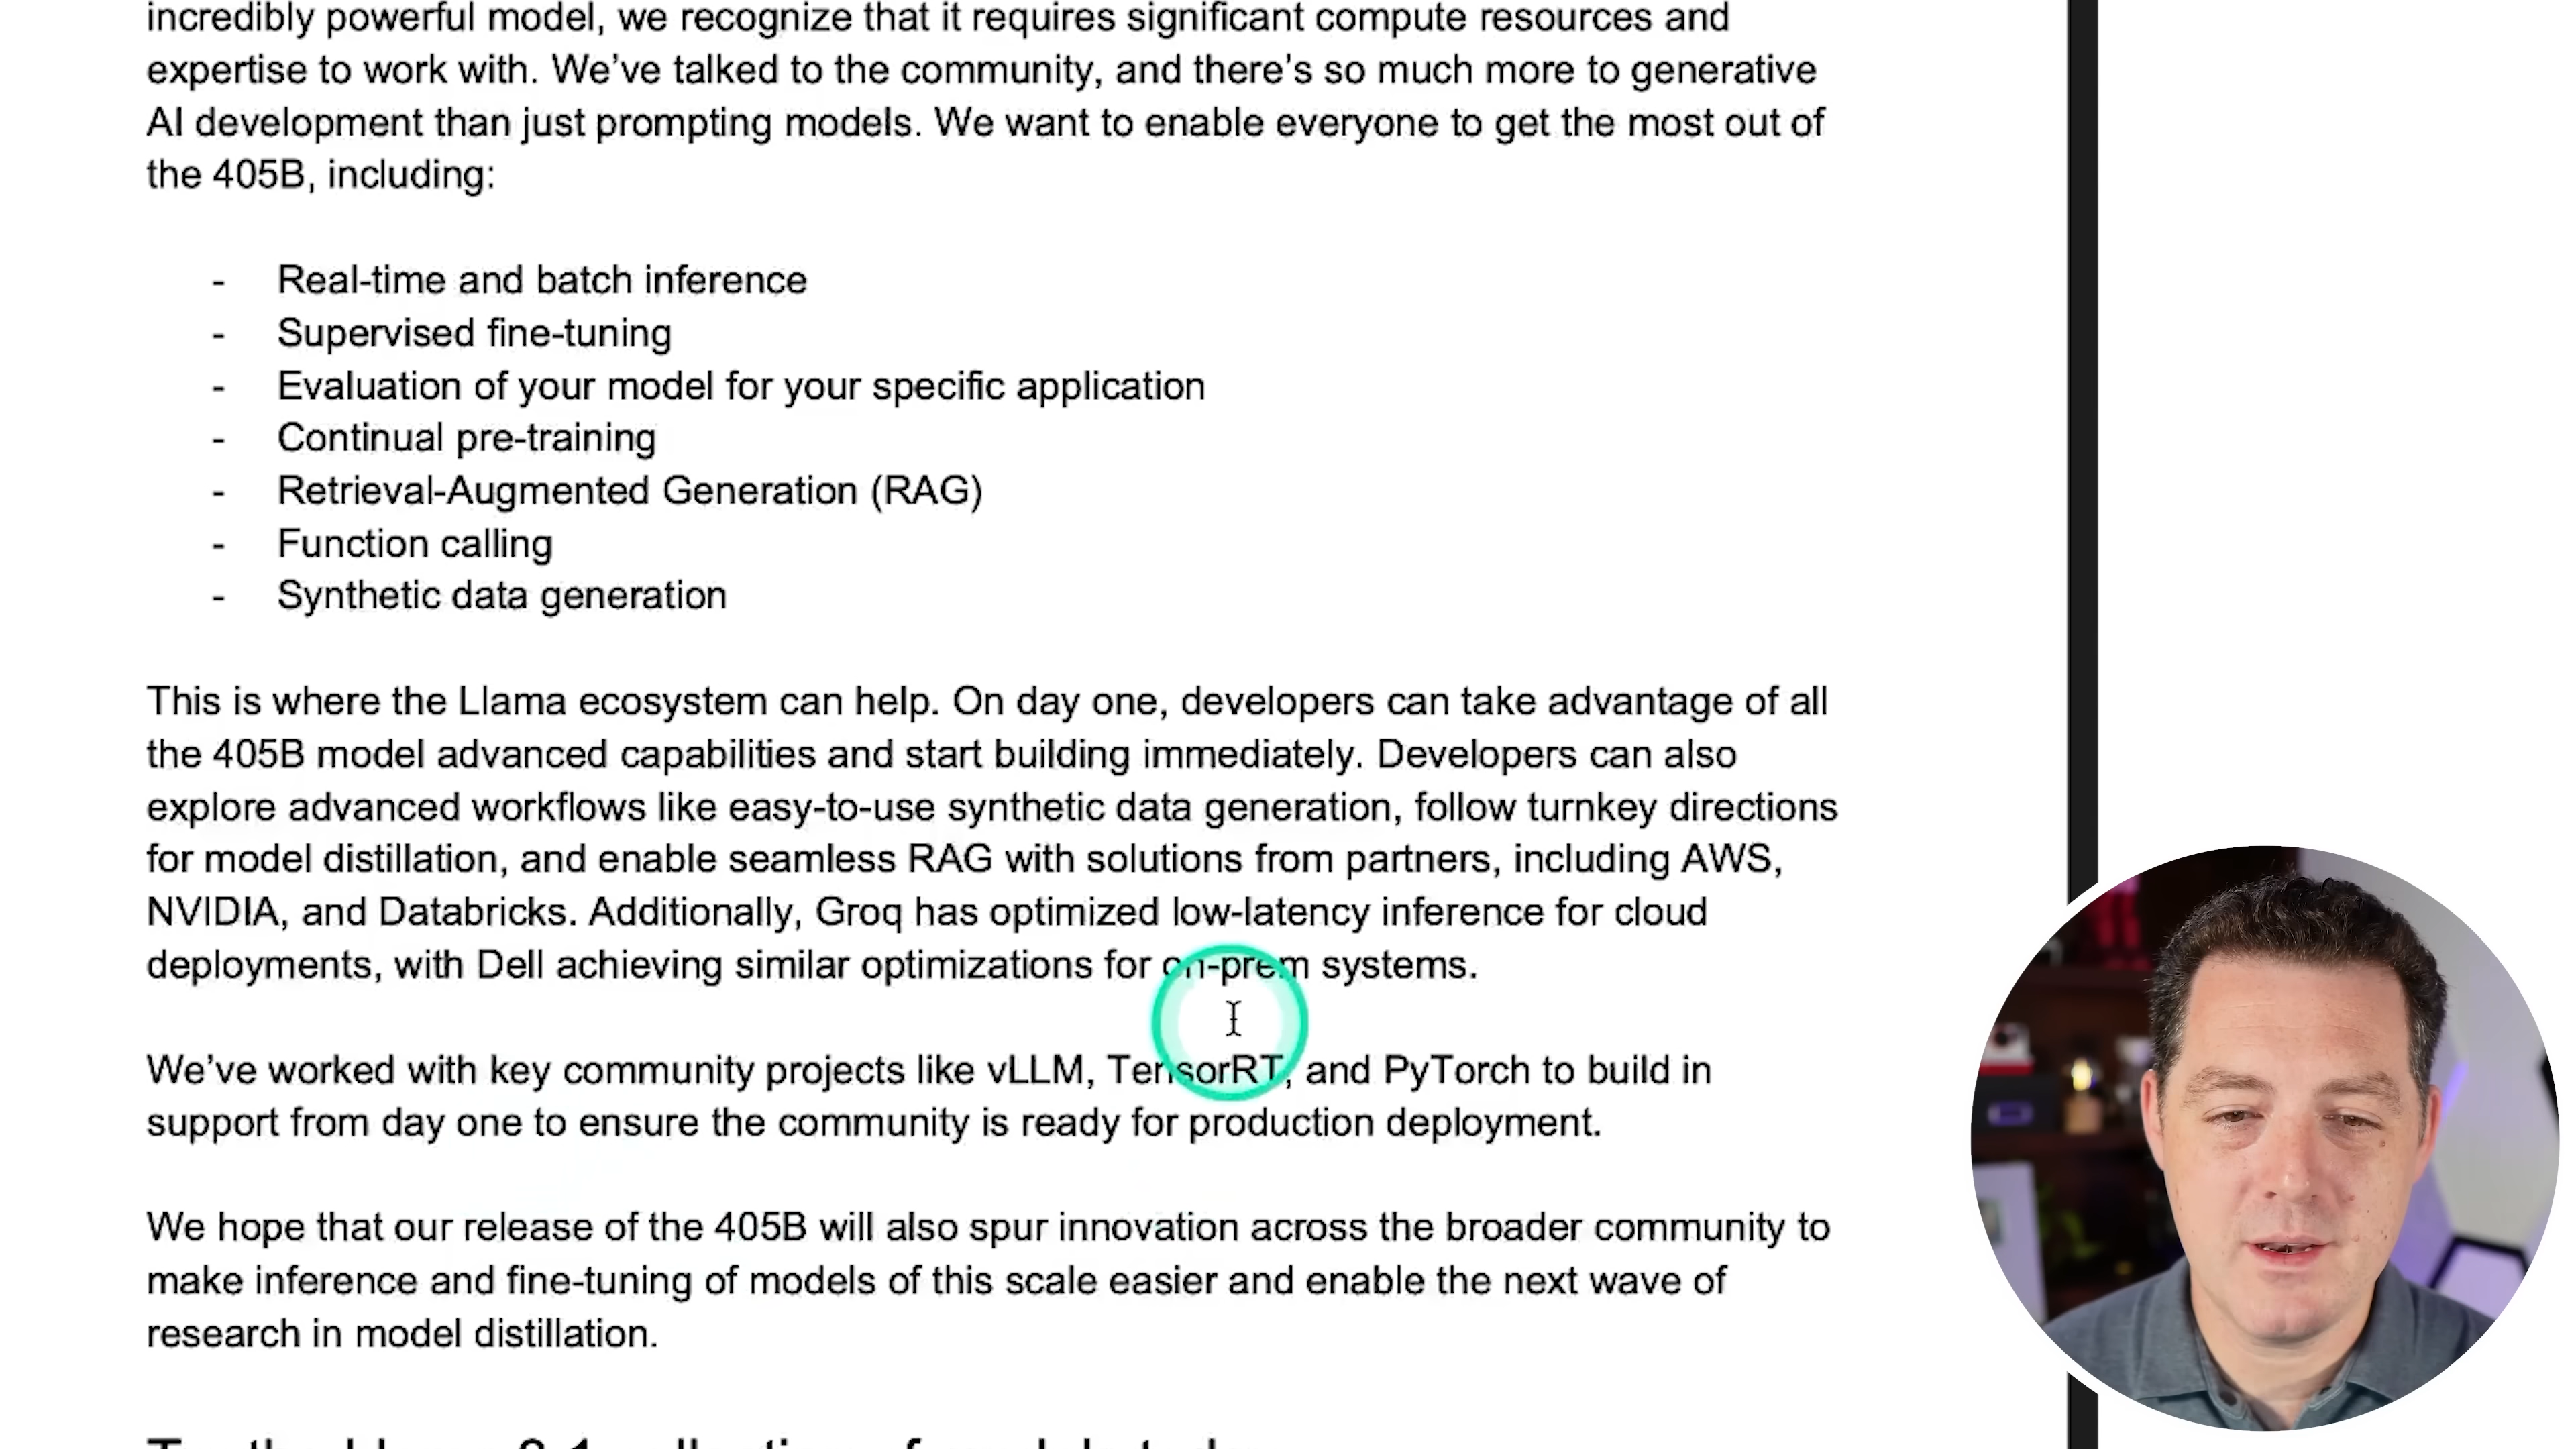 incredibly powerful model, we recognize that it requires significant compute resources and
expertise to work with. We've talked to the community, and there's so much more to generative
AI development than just prompting models. We want to enable everyone to get the most out of
the 405B, including:
- Real-time and batch inference
- Supervised fine-tuning
- Evaluation of your model for your specific application
- Continual pre-training
- Retrieval-Augmented Generation (RAG)
- Function calling
- Synthetic data generation
This is where the Llama ecosystem can help. On day one, developers can take advantage of all
the 405B model advanced capabilities and start building immediately. Developers can also
explore advanced workflows like easy-to-use synthetic data generation, follow turnkey directions
for model distillation, and enable seamless RAG with solutions from partners, including AWS,
NVIDIA, and Databricks. Additionally, Groq has optimized low-latency inference for cloud
deployments, with Dell achieving similar optimizations for on-prem systems.
We've worked with key community projects like vLLM, TensorRT, and PyTorch to build in
support from day one to ensure the community is ready for production deployment.
We hope that our release of the 405B will also spur innovation across the broader community to
make inference and fine-tuning of models of this scale easier and enable the next wave of
research in model distillation.